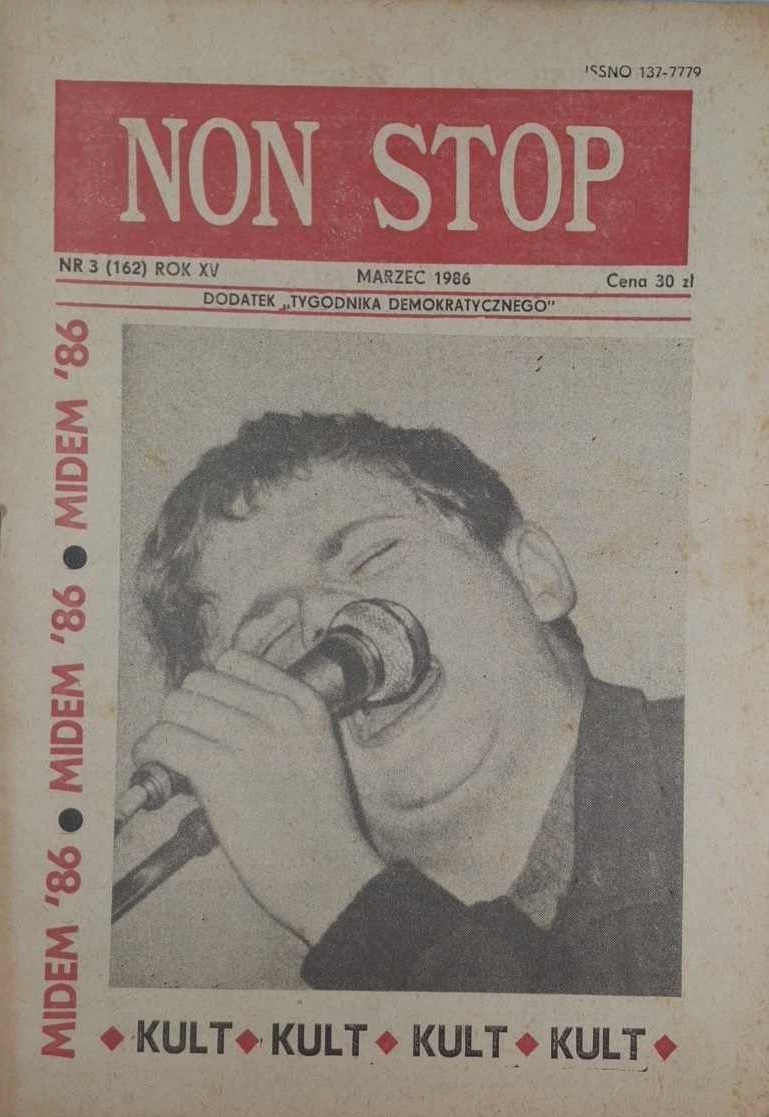 ISSNO 137-7779
NON STOP
NR 3 (162) ROK XV
MARZEC 1986
Cena 30 zł
DODATEK „TYGODNIKA DEMOKRATYCZNEGO"
MIDEM '86 ● MIDEM '86 ● MIDEM '86
♦ KULT ♦ KULT ♦ KULT ♦ KULT ♦